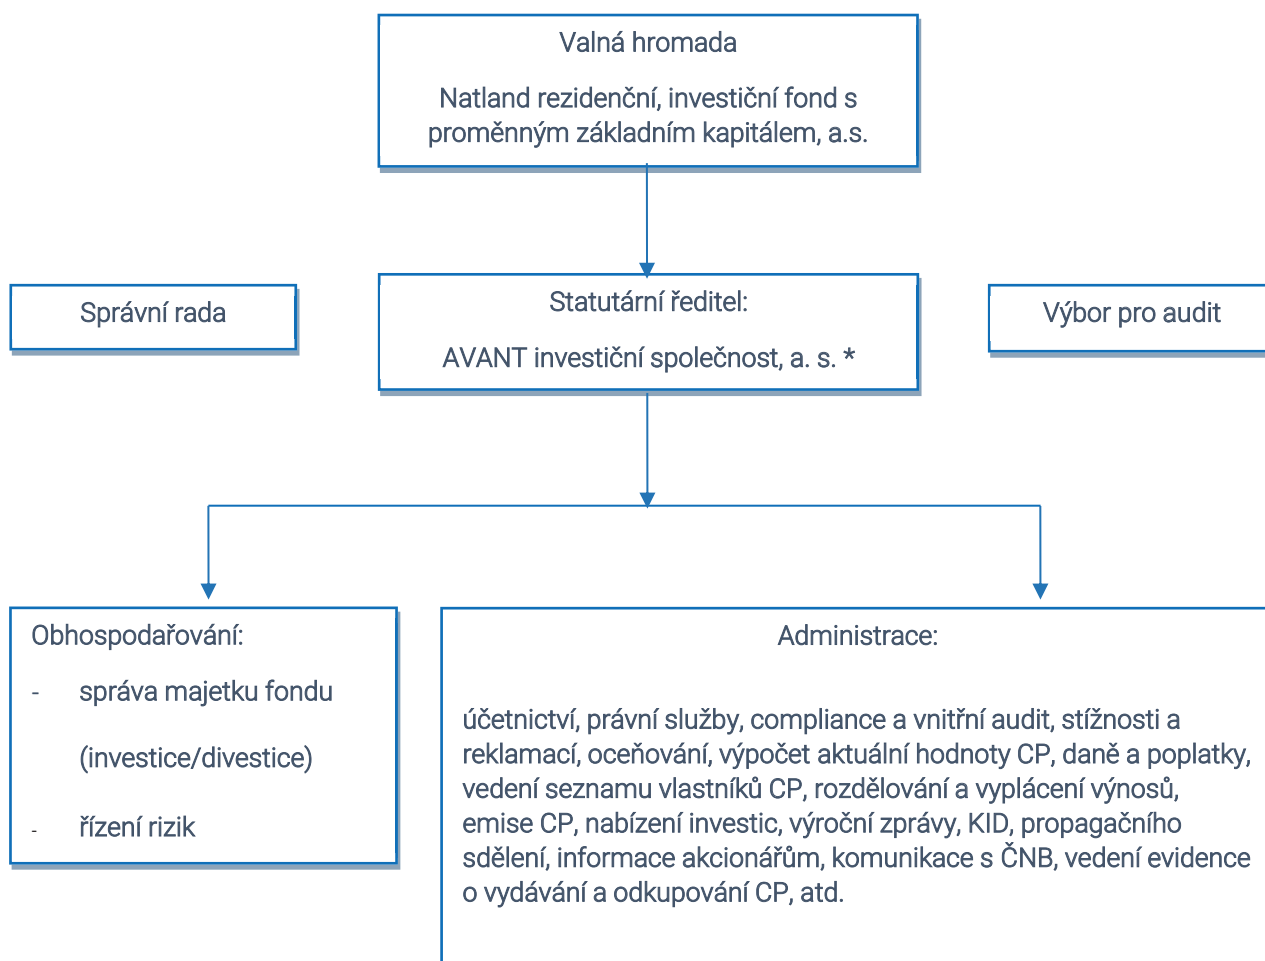 Valná hromada
Natland rezidenční, investiční fond s
proměnným základním kapitálem, a.s.
Správní rada
Statutární ředitel:
AVANT investiční společnost, a. s. *
Výbor pro audit
Obhospodařování:
- správa majetku fondu
(investice/divestice)
- řízení rizik
Administrace:
účetnictví, právní služby, compliance a vnitřní audit, stížnosti a
reklamací, oceňování, výpočet aktuální hodnoty CP, daně a poplatky,
vedení seznamu vlastníků CP, rozdělování a vyplácení výnosů,
emise CP, nabízení investic, výroční zprávy, KID, propagačního
sdělení, informace akcionářům, komunikace s ČNB, vedení evidence
o vydávání a odkupování CP, atd.